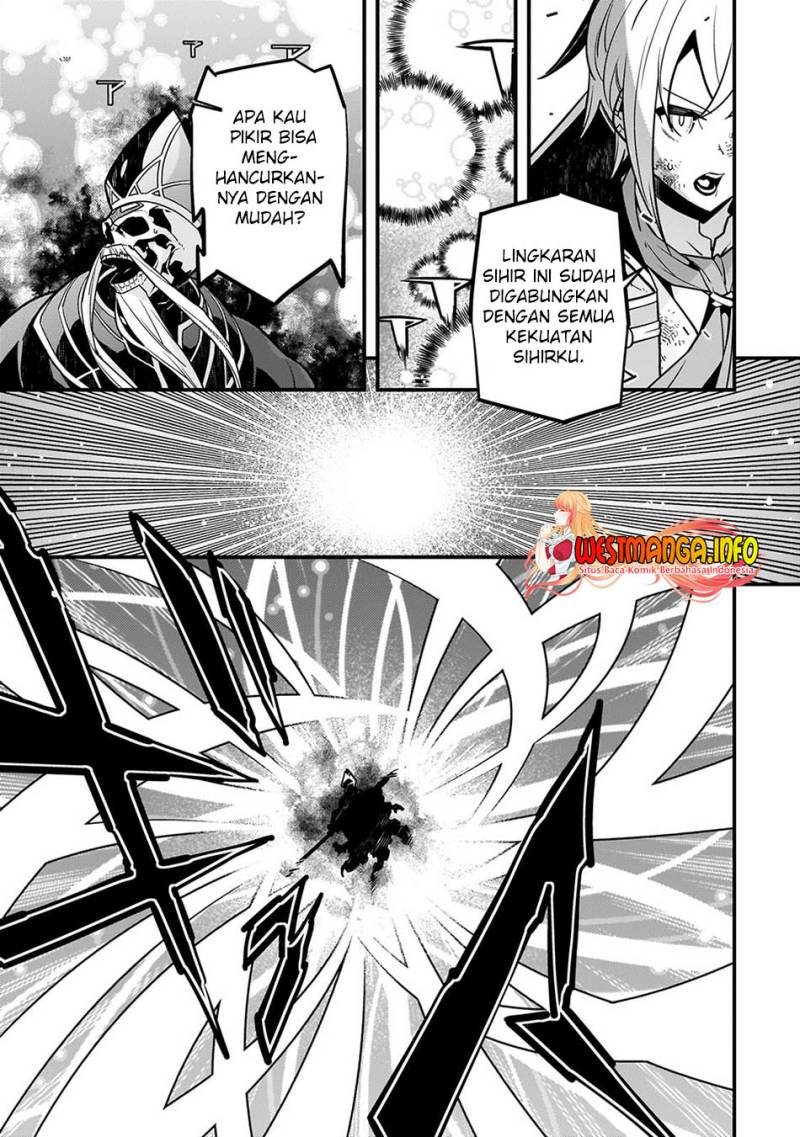 LINGKARAN
SIHIR INI SUDAH
DIGABUNGKAN
DENGAN SEMUA
KEKUATAN
SIHIRKU.
APA KAU
PIKIR BISA
MENG-
HANCURKAN-
NYA DENGAN
MUDAH?
WESTMANGA.INFO
Situs Baca Komik Berbahasa Indonesia